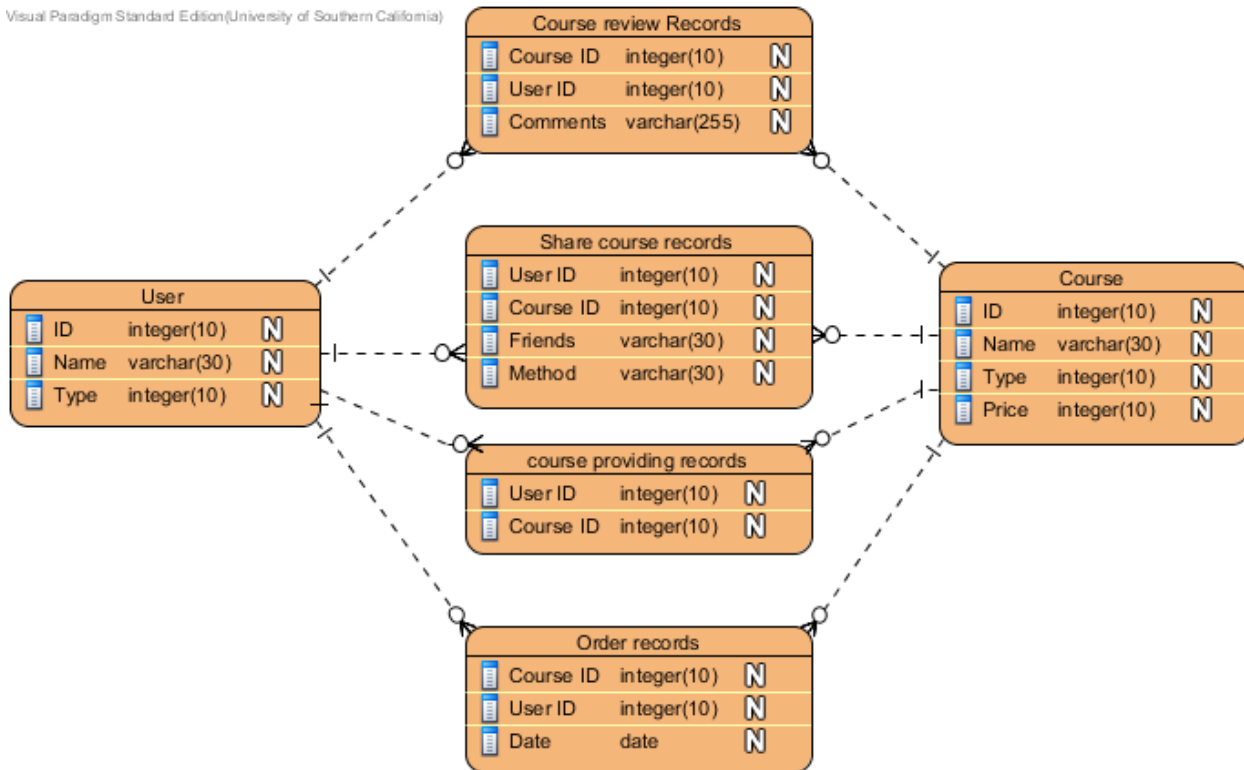 Visual Paradigm Standard Edition(University of Southern California)
Course review Records
Course ID integer(10) N
User ID integer(10) N
Comments varchar(255) N
Share course records
User ID integer(10) N
Course ID integer(10) N
Friends varchar(30) N
Method varchar(30) N
User
ID integer(10) N
Name varchar(30) N
Type integer(10) N
Course
ID integer(10) N
Name varchar(30) N
Type integer(10) N
Price integer(10) N
course providing records
User ID integer(10) N
Course ID integer(10) N
Order records
Course ID integer(10) N
User ID integer(10) N
Date date N